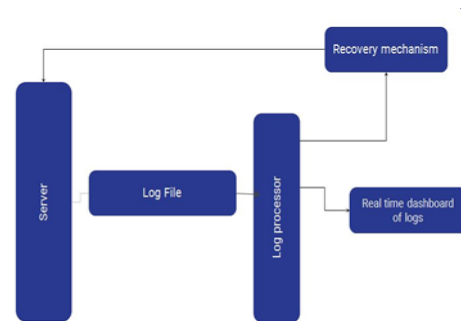 Recovery mechanism
Server
Log File
Log processor
Real time dashboard
of logs